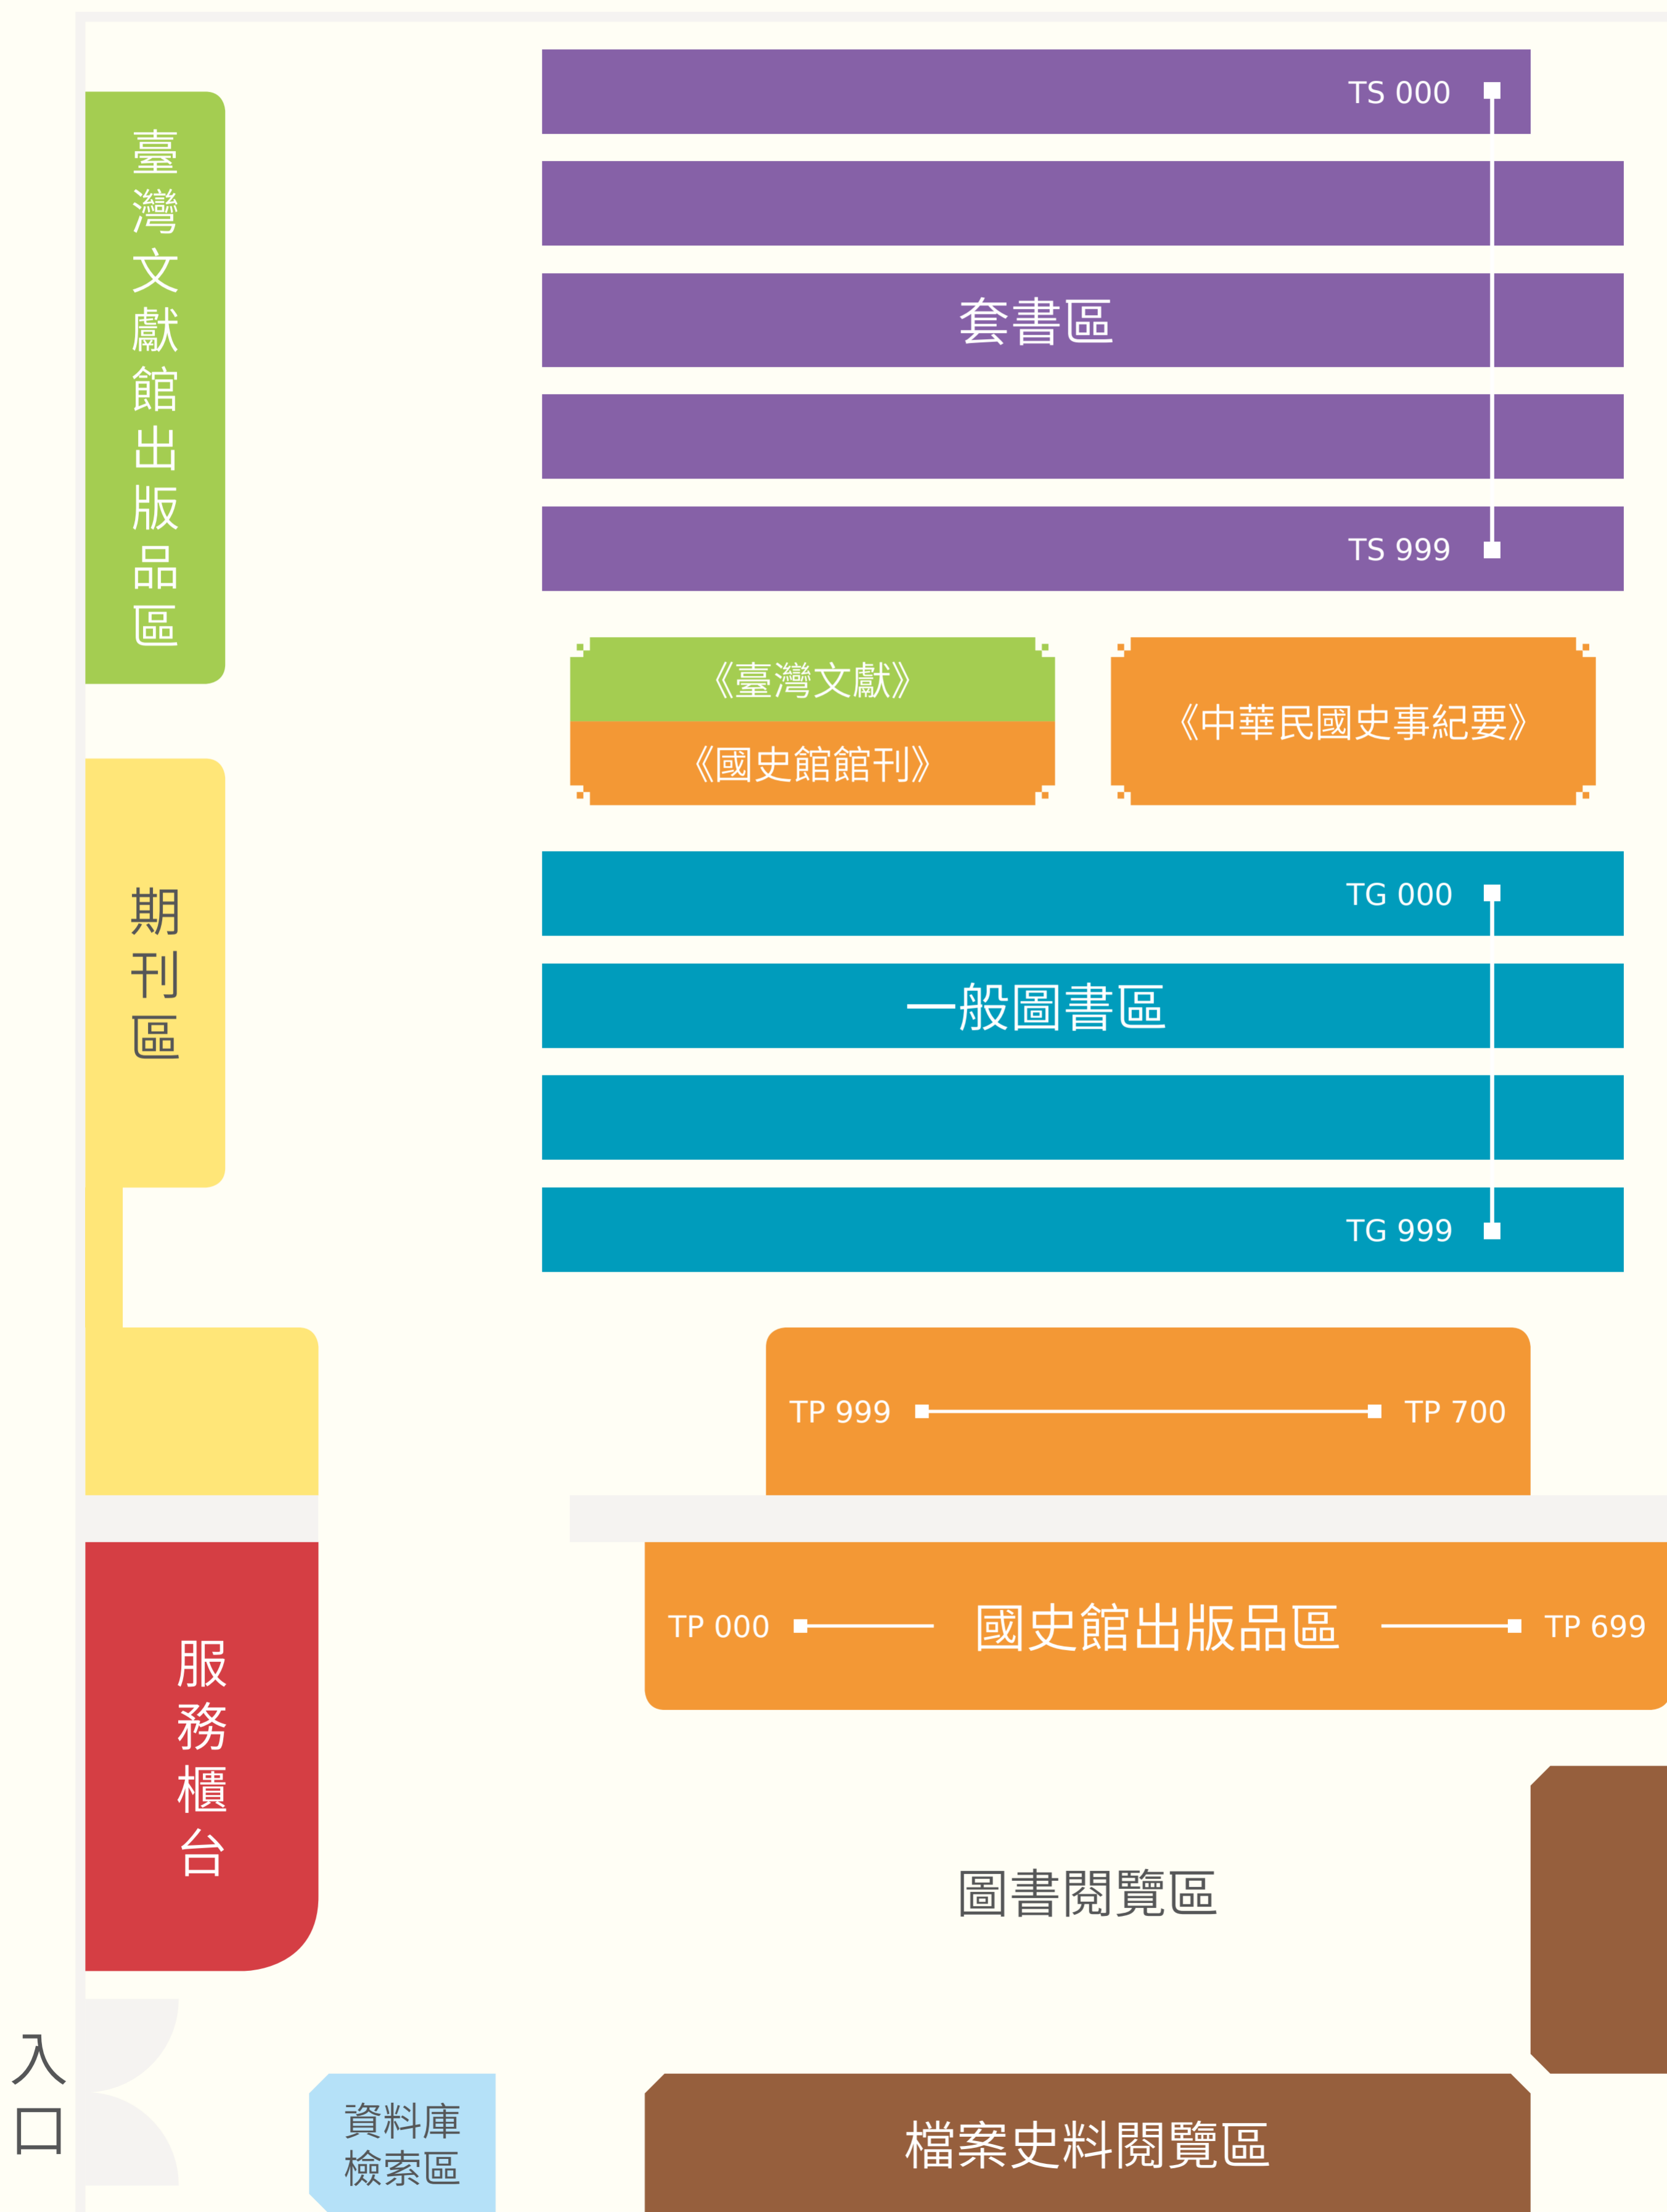 臺灣文獻館出版品區
TS 000
套書區
TS 999
《臺灣文獻》
《國史館館刊》
《中華民國史事紀要》
期刊區
TG 000
一般圖書區
TG 999
TP 999
TP 700
TP 000
國史館出版品區
TP 699
服務櫃台
圖書閱覽區
入口
資料庫
檢索區
檔案史料閱覽區